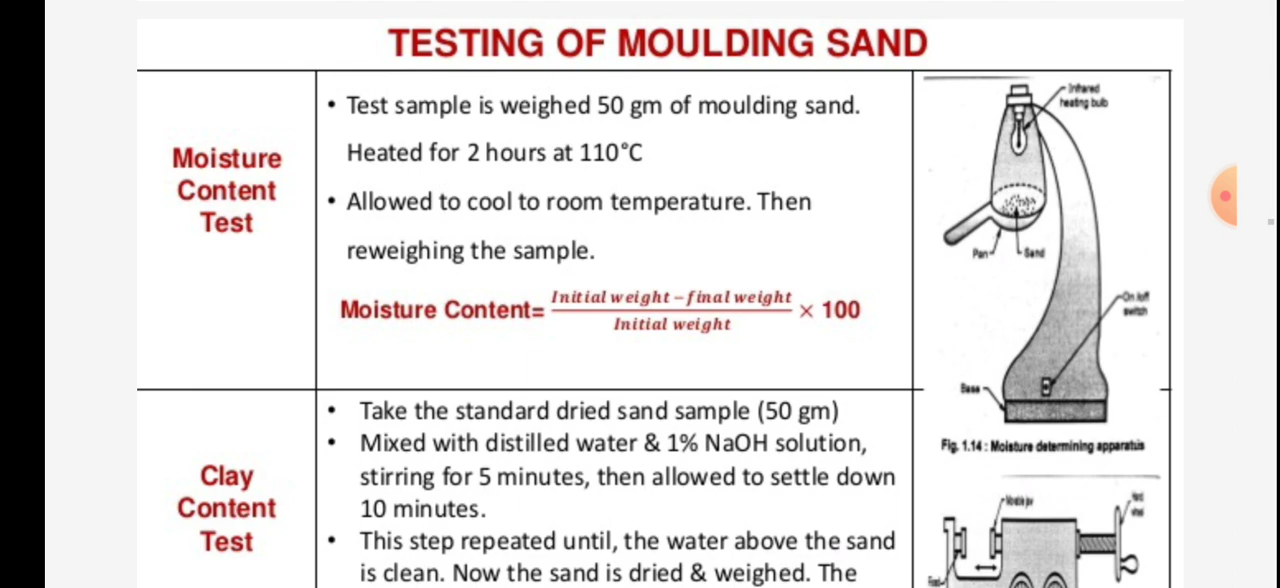 TESTING OF MOULDING SAND
Moisture
Content
Test
• Test sample is weighed 50 gm of moulding sand.
Heated for 2 hours at 110°C
• Allowed to cool to room temperature. Then
reweighing the sample.
Moisture Content= Initial weight – final weight / Initial weight × 100
Infrared
heating bulb
Pan
Sand
On/off
switch
Base
Fig. 1.14 : Moisture determining apparatus
Clay
Content
Test
• Take the standard dried sand sample (50 gm)
• Mixed with distilled water & 1% NaOH solution,
stirring for 5 minutes, then allowed to settle down
10 minutes.
• This step repeated until, the water above the sand
is clean. Now the sand is dried & weighed. The
Movable jaw
wheel